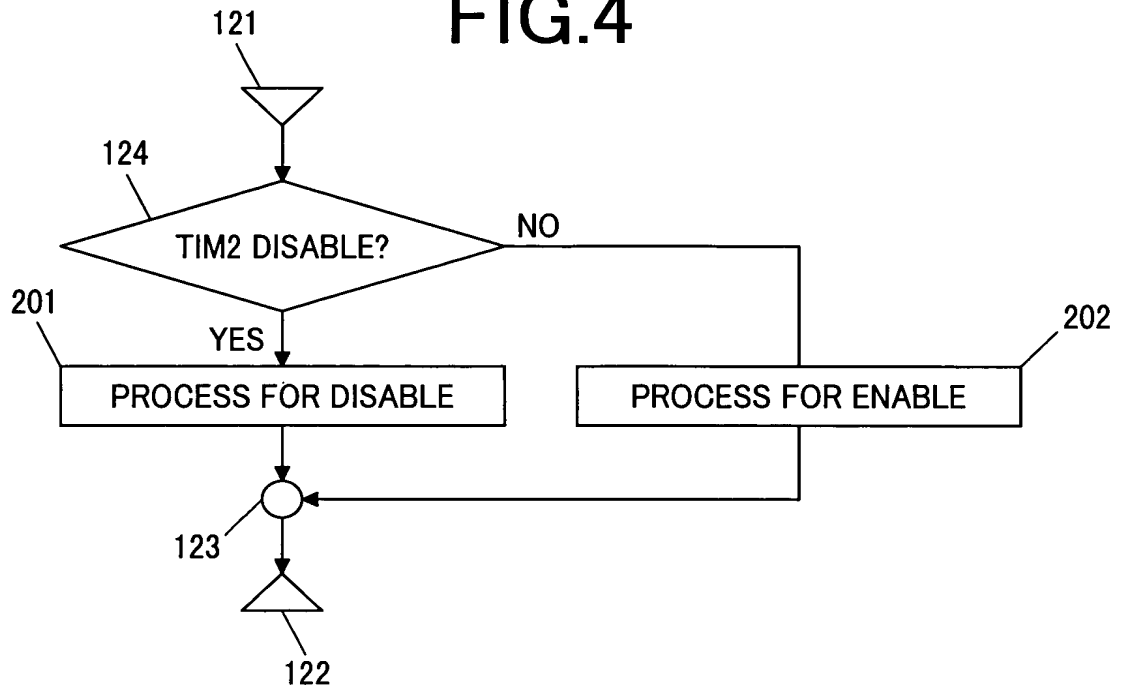 FIG.4
121
124
TIM2 DISABLE?
NO
201
YES
202
PROCESS FOR DISABLE
PROCESS FOR ENABLE
123
122